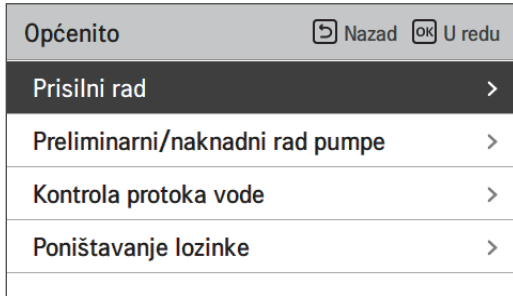 Općenito Nazad OK U redu
Prisilni rad
Preliminarni/naknadni rad pumpe
Kontrola protoka vode
Poništavanje lozinke